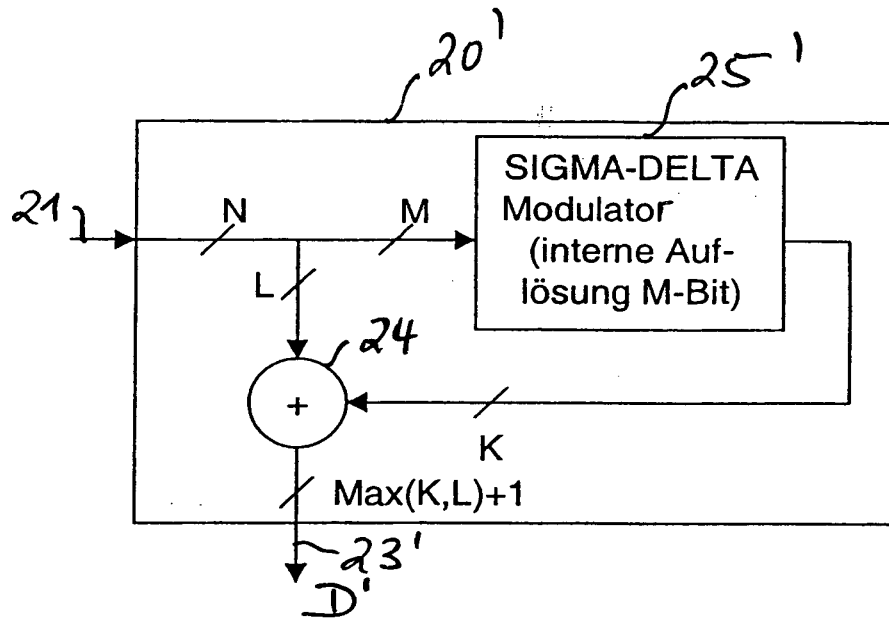 20'
25'
SIGMA-DELTA
Modulator
(interne Auf-
lösung M-Bit)
21
N
M
L
24
+
K
Max(K,L)+1
23'
D'